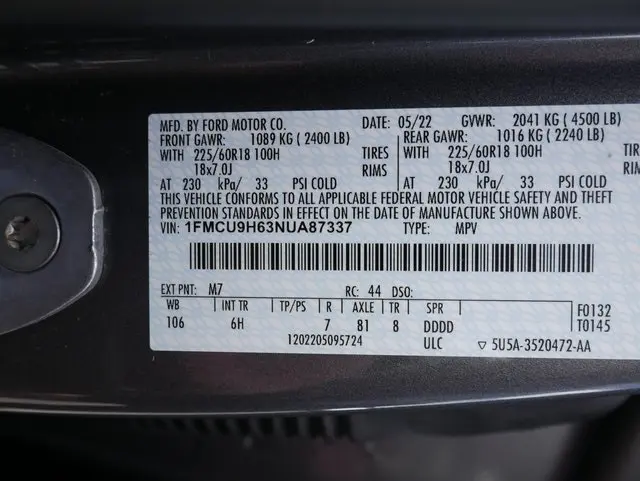 MFD. BY FORD MOTOR CO. DATE: 05/22 GVWR: 2041 KG ( 4500 LB)
FRONT GAWR: 1089 KG ( 2400 LB) REAR GAWR: 1016 KG ( 2240 LB)
WITH 225/60R18 100H TIRES WITH 225/60R18 100H TIRES
18x7.0J RIMS 18x7.0J RIMS
AT 230 kPa/ 33 PSI COLD AT 230 kPa/ 33 PSI COLD
THIS VEHICLE CONFORMS TO ALL APPLICABLE FEDERAL MOTOR VEHICLE SAFETY AND THEFT
PREVENTION STANDARDS IN EFFECT ON THE DATE OF MANUFACTURE SHOWN ABOVE.
VIN: 1FMCU9H63NUA87337 TYPE: MPV
EXT PNT: M7 RC: 44 DSO:
WB INT TR TP/PS R AXLE TR SPR F0132
106 6H 7 81 8 DDDD T0145
1202205095724 ULC ▽ 5U5A-3520472-AA